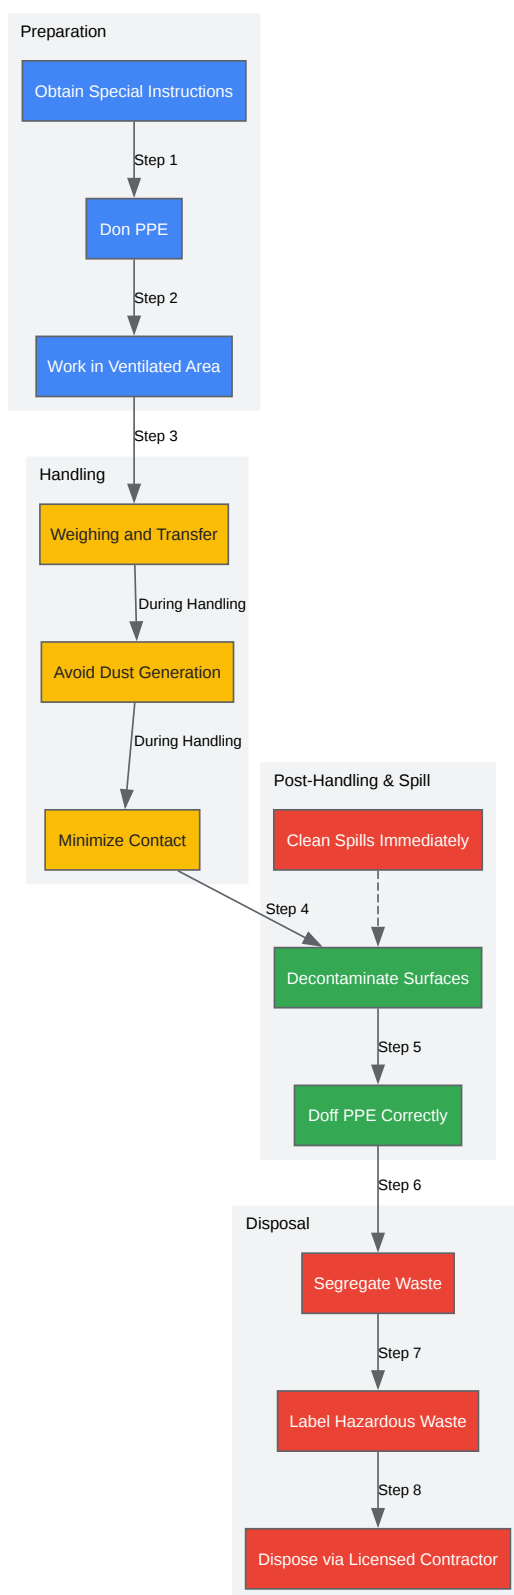 Preparation
Obtain Special Instructions
Step 1
Don PPE
Step 2
Work in Ventilated Area
Step 3
Handling
Weighing and Transfer
During Handling
Avoid Dust Generation
During Handling
Minimize Contact
Post-Handling & Spill
Clean Spills Immediately
Step 4
Decontaminate Surfaces
Step 5
Doff PPE Correctly
Step 6
Disposal
Segregate Waste
Step 7
Label Hazardous Waste
Step 8
Dispose via Licensed Contractor